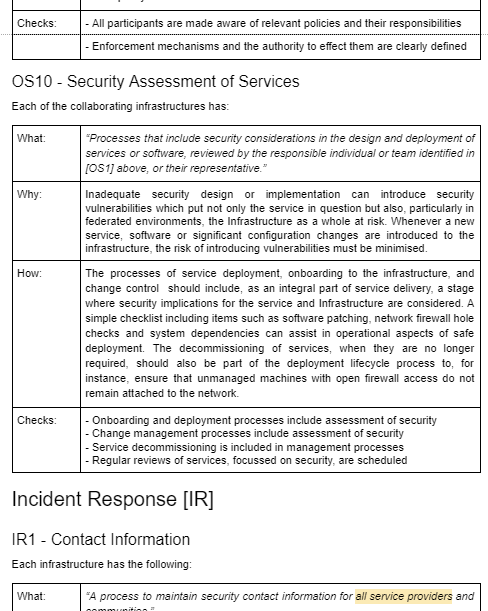 Checks: - All participants are made aware of relevant policies and their responsibilities
- Enforcement mechanisms and the authority to effect them are clearly defined
OS10 - Security Assessment of Services
Each of the collaborating infrastructures has:
What: "Processes that include security considerations in the design and deployment of
services or software, reviewed by the responsible individual or team identified in
[OS1] above, or their representative."
Why: Inadequate security design or implementation can introduce security
vulnerabilities which put not only the service in question but also, particularly in
federated environments, the Infrastructure as a whole at risk. Whenever a new
service, software or significant configuration changes are introduced to the
infrastructure, the risk of introducing vulnerabilities must be minimised.
How: The processes of service deployment, onboarding to the infrastructure, and
change control should include, as an integral part of service delivery, a stage
where security implications for the service and Infrastructure are considered. A
simple checklist including items such as software patching, network firewall hole
checks and system dependencies can assist in operational aspects of safe
deployment. The decommissioning of services, when they are no longer
required, should also be part of the deployment lifecycle process to, for
instance, ensure that unmanaged machines with open firewall access do not
remain attached to the network.
Checks: - Onboarding and deployment processes include assessment of security
- Change management processes include assessment of security
- Service decommissioning is included in management processes
- Regular reviews of services, focussed on security, are scheduled
Incident Response [IR]
IR1 - Contact Information
Each infrastructure has the following:
What: "A process to maintain security contact information for all service providers and
communities."